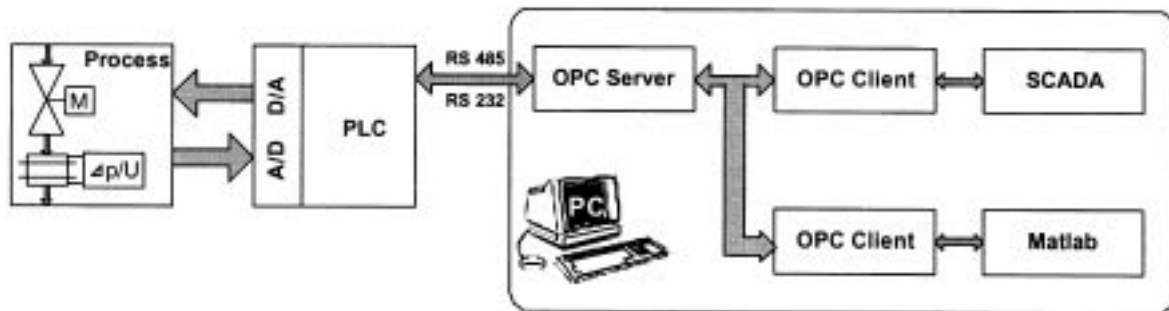 Process
M
⊿p/U
D/A
A/D
PLC
RS 485
RS 232
OPC Server
OPC Client
SCADA
PC
OPC Client
Matlab